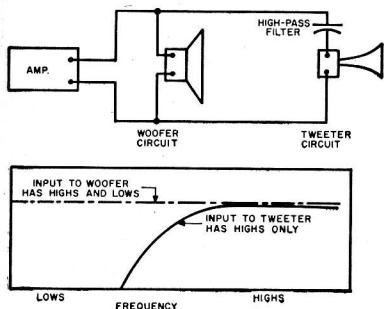 HIGH-PASS
FILTER
AMP.
WOOFER
CIRCUIT
TWEETER
CIRCUIT
INPUT TO WOOFER
HAS HIGHS AND LOWS
INPUT TO TWEETER
HAS HIGHS ONLY
LOWS
FREQUENCY
HIGHS